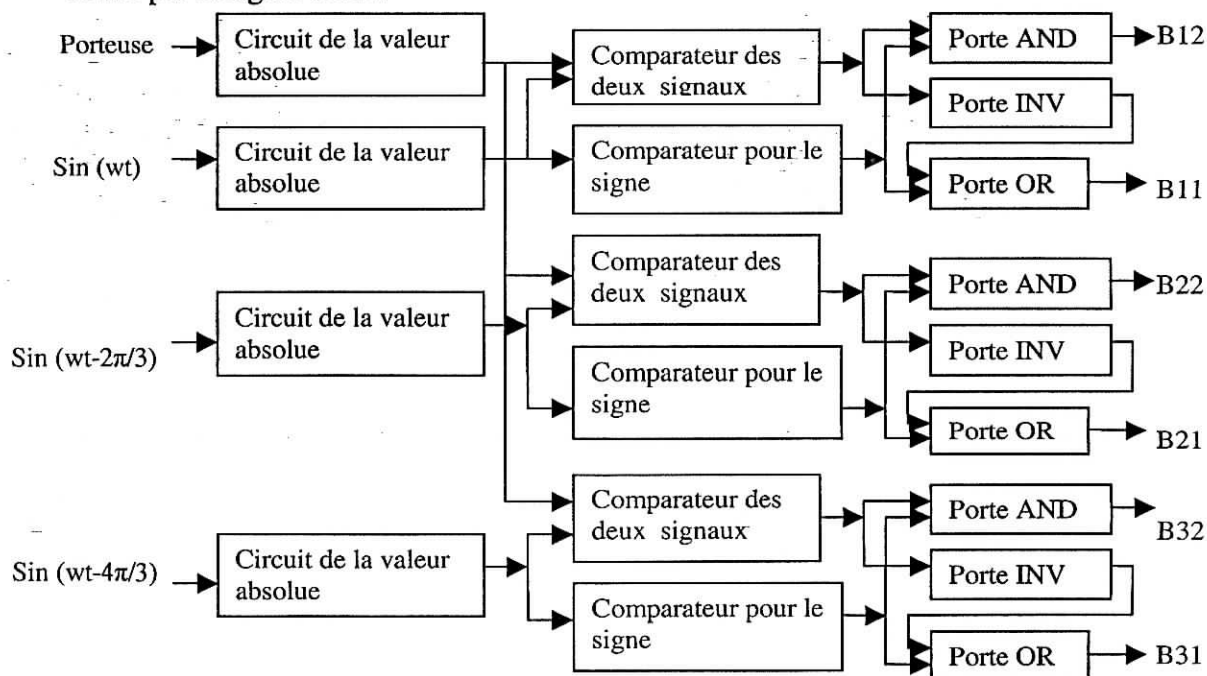 Porteuse
Circuit de la valeur
absolue
Comparateur des
deux signaux
Porte AND
B12
Porte INV
Sin (wt)
Circuit de la valeur
absolue
Comparateur pour le
signe
Porte OR
B11
Sin (wt-2π/3)
Circuit de la valeur
absolue
Comparateur des
deux signaux
Porte AND
B22
Porte INV
Comparateur pour le
signe
Porte OR
B21
Sin (wt-4π/3)
Circuit de la valeur
absolue
Comparateur des
deux signaux
Porte AND
B32
Porte INV
Comparateur pour le
signe
Porte OR
B31